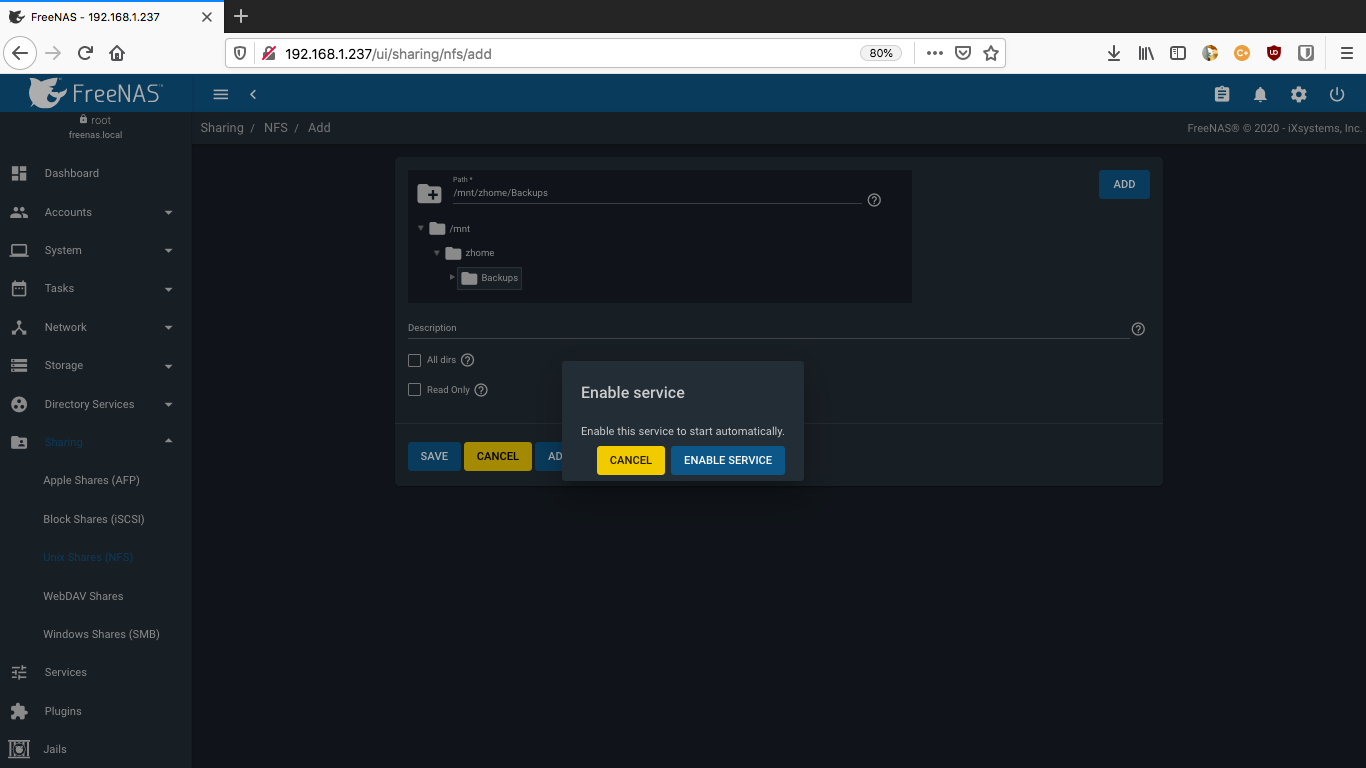 FreeNAS - 192.168.1.237
192.168.1.237/ui/sharing/nfs/add
80%
FreeNAS
root
freenas.local
Sharing / NFS / Add
FreeNAS® © 2020 - iXsystems, Inc.
Dashboard
Accounts
System
Tasks
Network
Storage
Directory Services
Sharing
Apple Shares (AFP)
Block Shares (iSCSI)
Unix Shares (NFS)
WebDAV Shares
Windows Shares (SMB)
Services
Plugins
Jails
Path *
/mnt/zhome/Backups
ADD
/mnt
zhome
Backups
Description
All dirs
Read Only
SAVE
CANCEL
AD
Enable service
Enable this service to start automatically.
CANCEL
ENABLE SERVICE